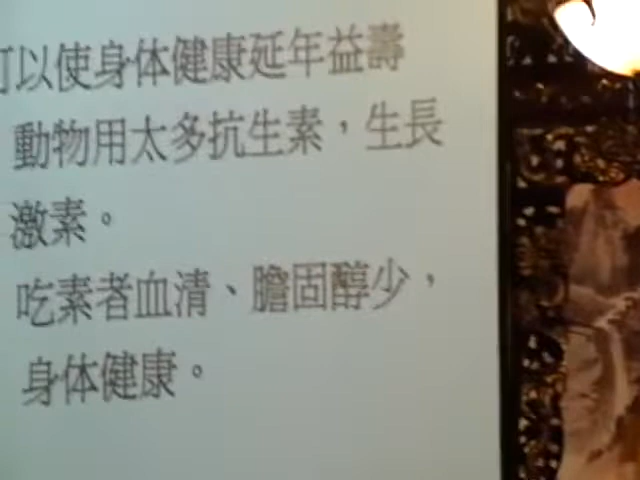 可以使身体健康延年益壽
動物用太多抗生素，生長
激素。
吃素者血清、膽固醇少，
身体健康。